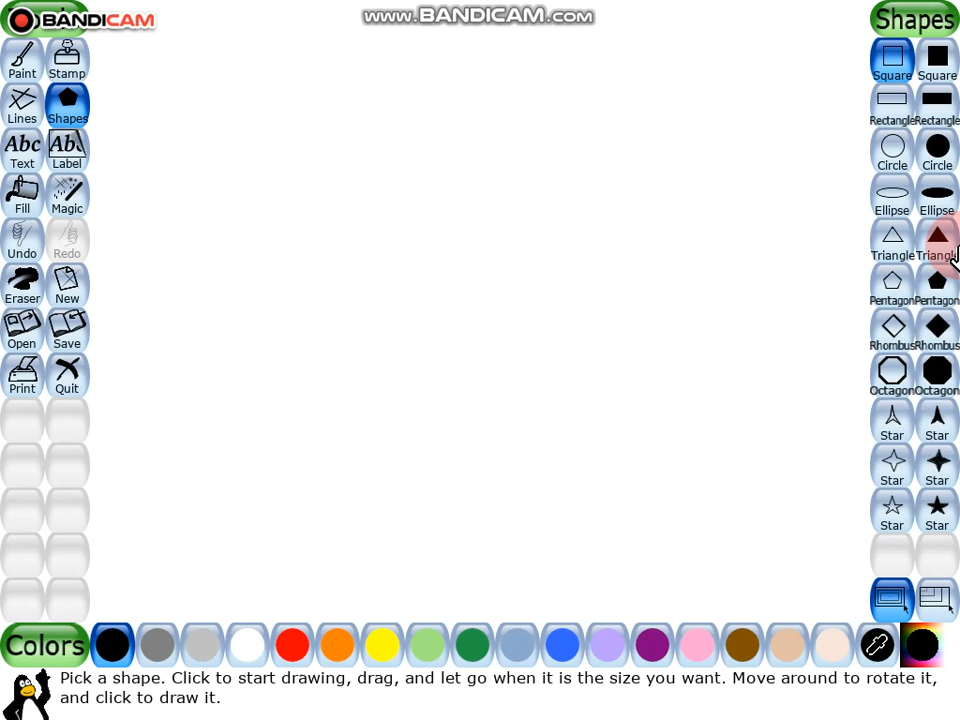 BANDICAM
www.BANDICAM.com
Shapes
Paint Stamp
Square Square
Lines Shapes
Rectangle Rectangle
Abc Abc
Text Label
Circle Circle
Fill Magic
Ellipse Ellipse
Undo Redo
Triangle Triangle
Eraser New
Pentagon Pentagon
Open Save
Rhombus Rhombus
Print Quit
Octagon Octagon
Star Star
Star Star
Star Star
Colors
Pick a shape. Click to start drawing, drag, and let go when it is the size you want. Move around to rotate it,
and click to draw it.